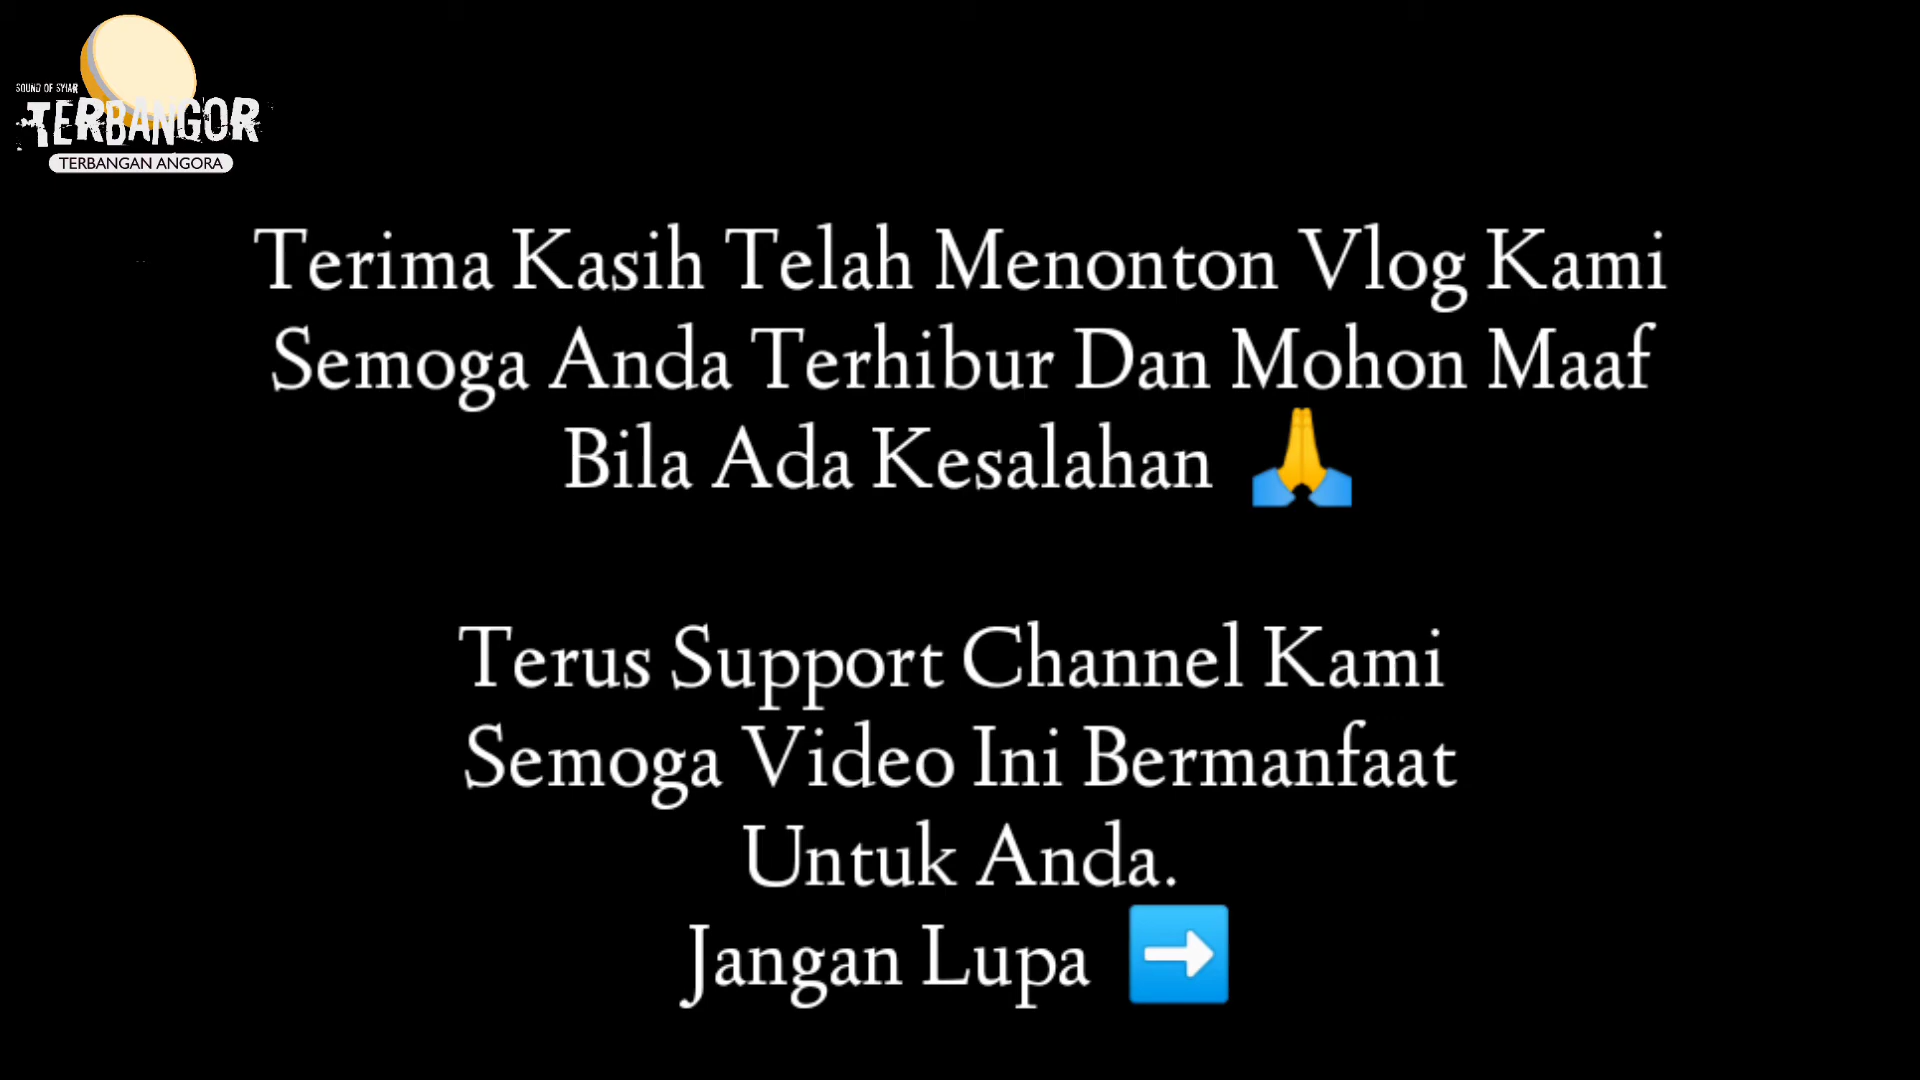 SOUND OF SYIAR
TERBANGOR
TERBANGAN ANGORA
Terima Kasih Telah Menonton Vlog Kami
Semoga Anda Terhibur Dan Mohon Maaf
Bila Ada Kesalahan 🙏
Terus Support Channel Kami
Semoga Video Ini Bermanfaat
Untuk Anda.
Jangan Lupa ➡️